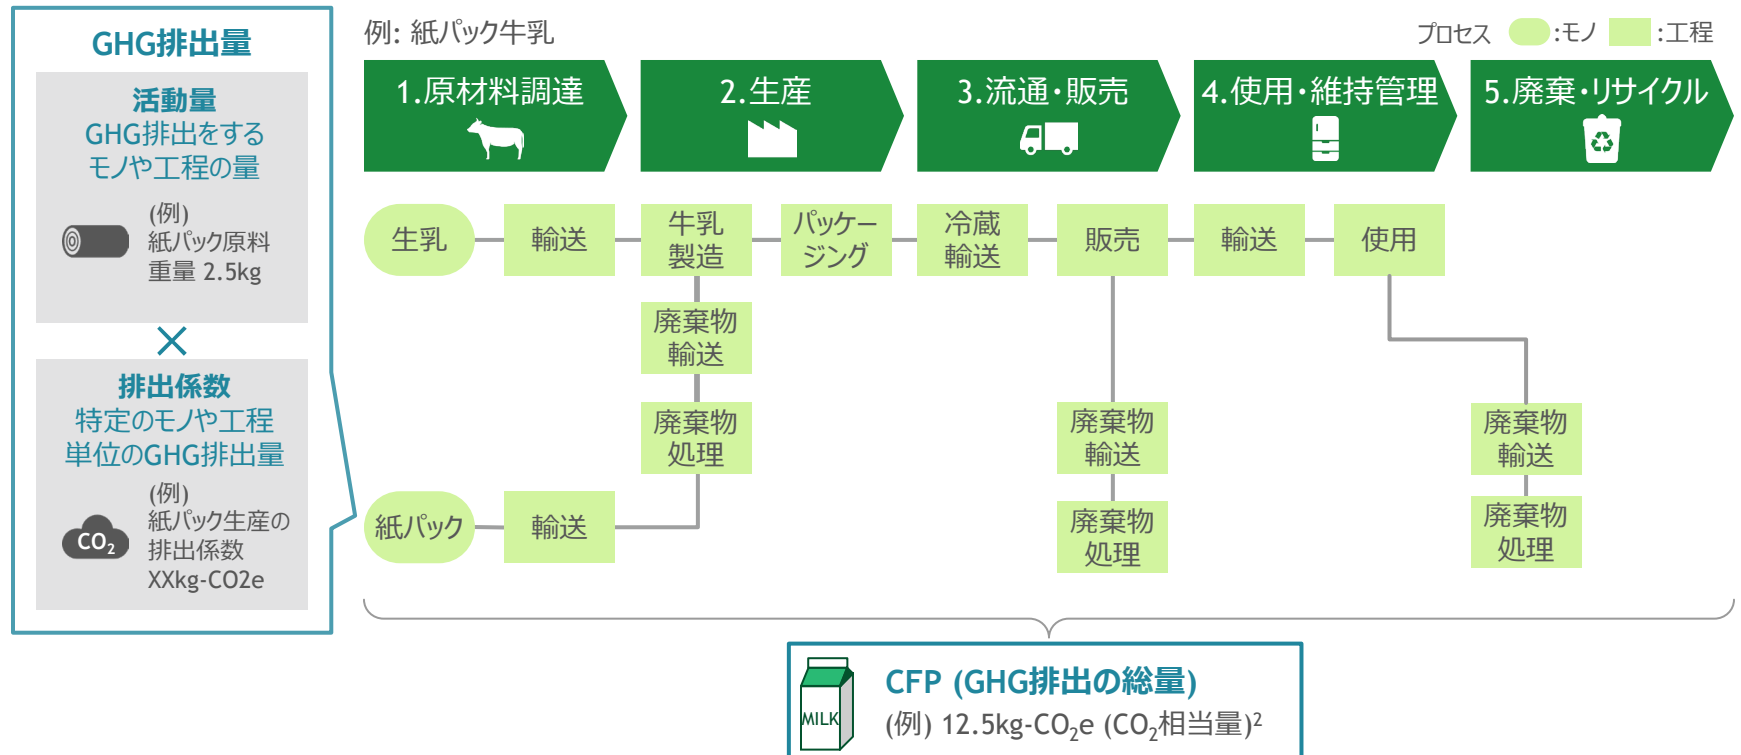 GHG排出量
活動量
GHG排出をする
モノや工程の量
(例)
紙パック原料
重量 2.5kg
×
排出係数
特定のモノや工程
単位のGHG排出量
(例)
紙パック生産の
排出係数
XXkg-CO2e
CO₂
例: 紙パック牛乳
プロセス :モノ :工程
1.原材料調達
2.生産
3.流通・販売
4.使用・維持管理
5.廃棄・リサイクル
生乳
輸送
牛乳
製造
パッケー
ジング
冷蔵
輸送
販売
輸送
使用
廃棄物
輸送
廃棄物
処理
紙パック
輸送
廃棄物
輸送
廃棄物
処理
廃棄物
輸送
廃棄物
処理
MILK
CFP (GHG排出の総量)
(例) 12.5kg-CO₂e (CO₂相当量)²